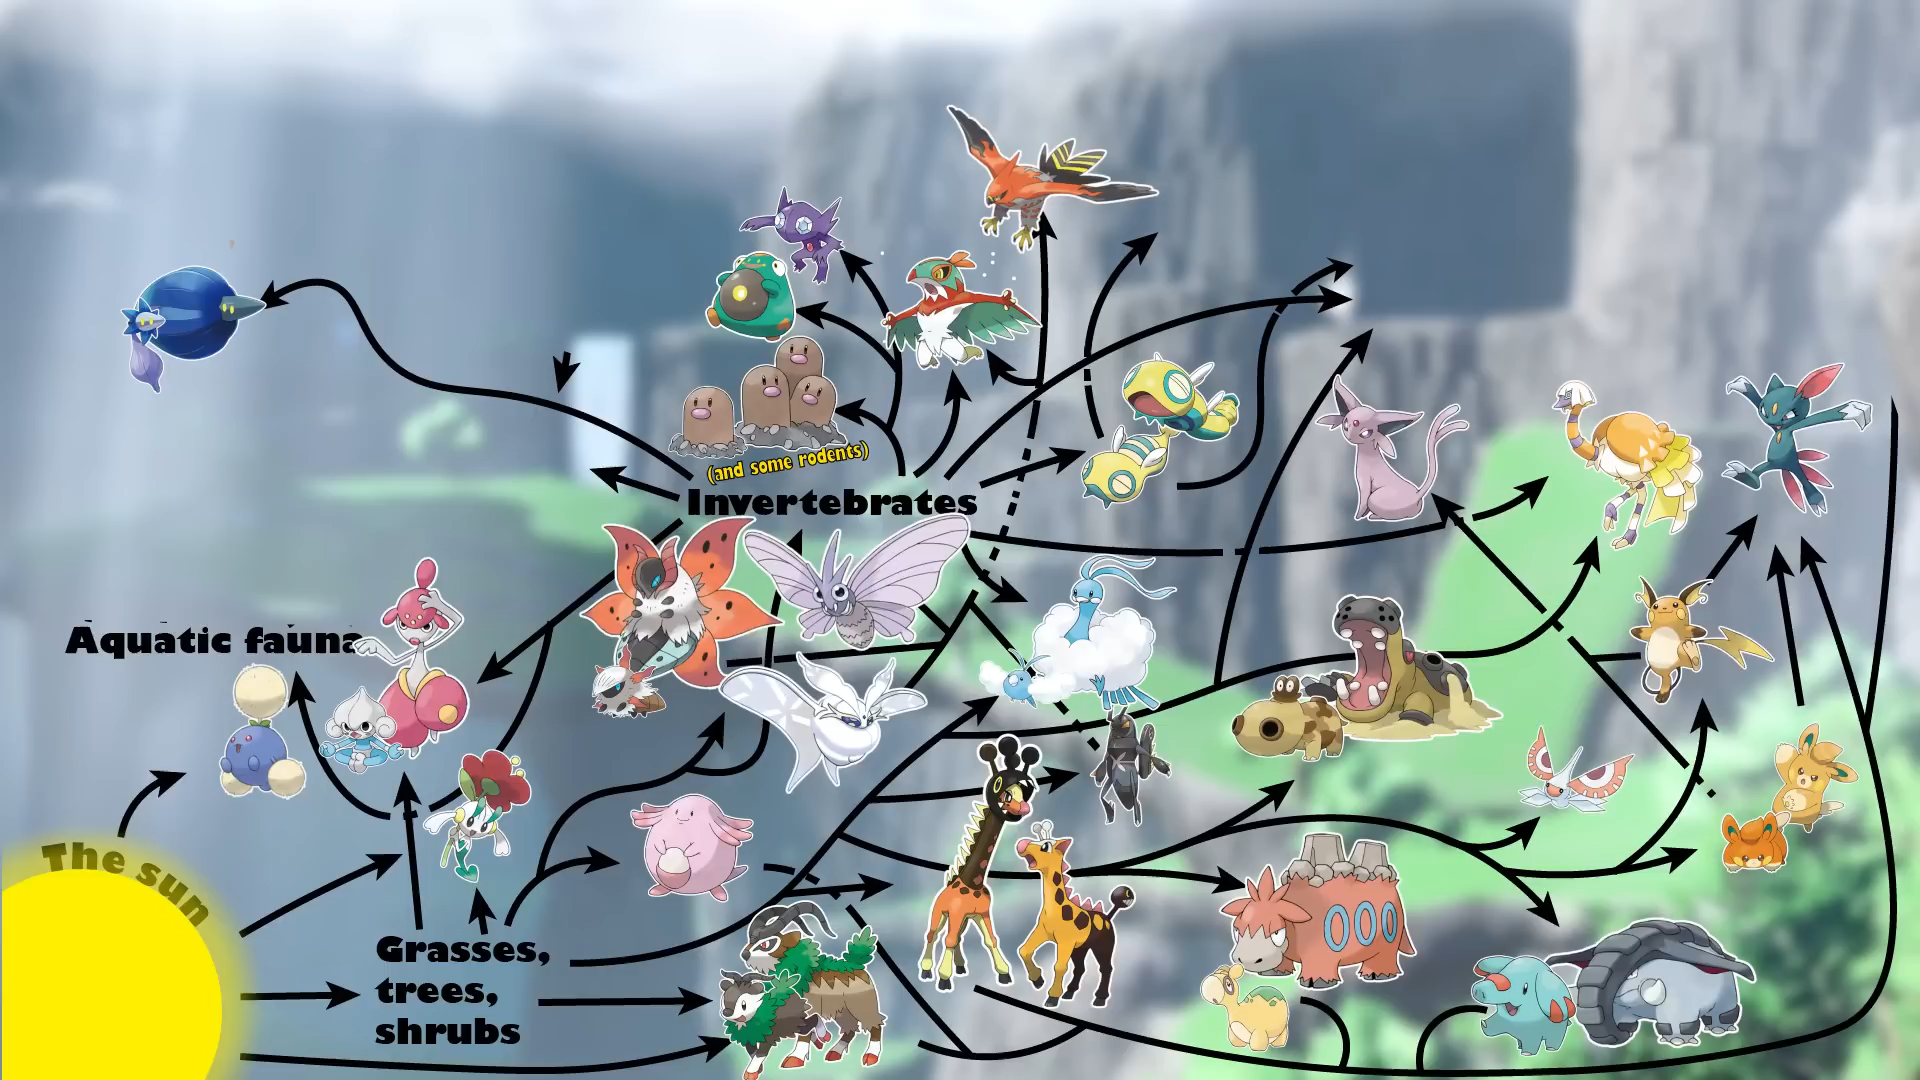 (and some rodents)
Invertebrates
Aquatic fauna
The sun
Grasses,
trees,
shrubs